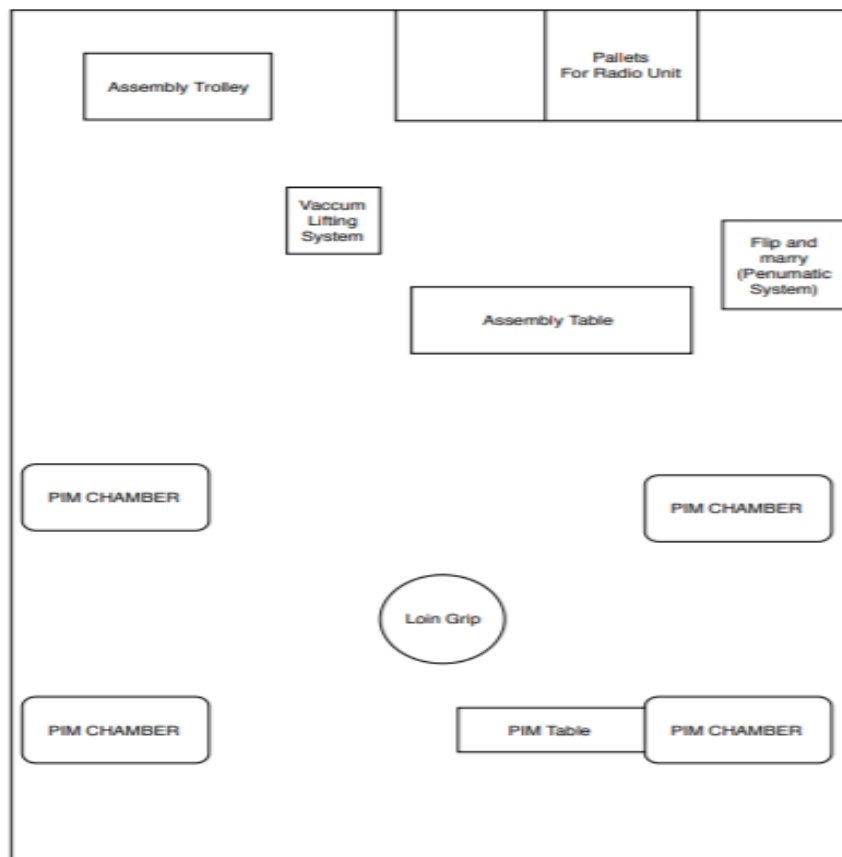 Pallets
For Radio Unit
Assembly Trolley
Vaccum
Lifting
System
Flip and
marry
(Penumatic
System)
Assembly Table
PIM CHAMBER
PIM CHAMBER
Loin Grip
PIM CHAMBER
PIM Table
PIM CHAMBER